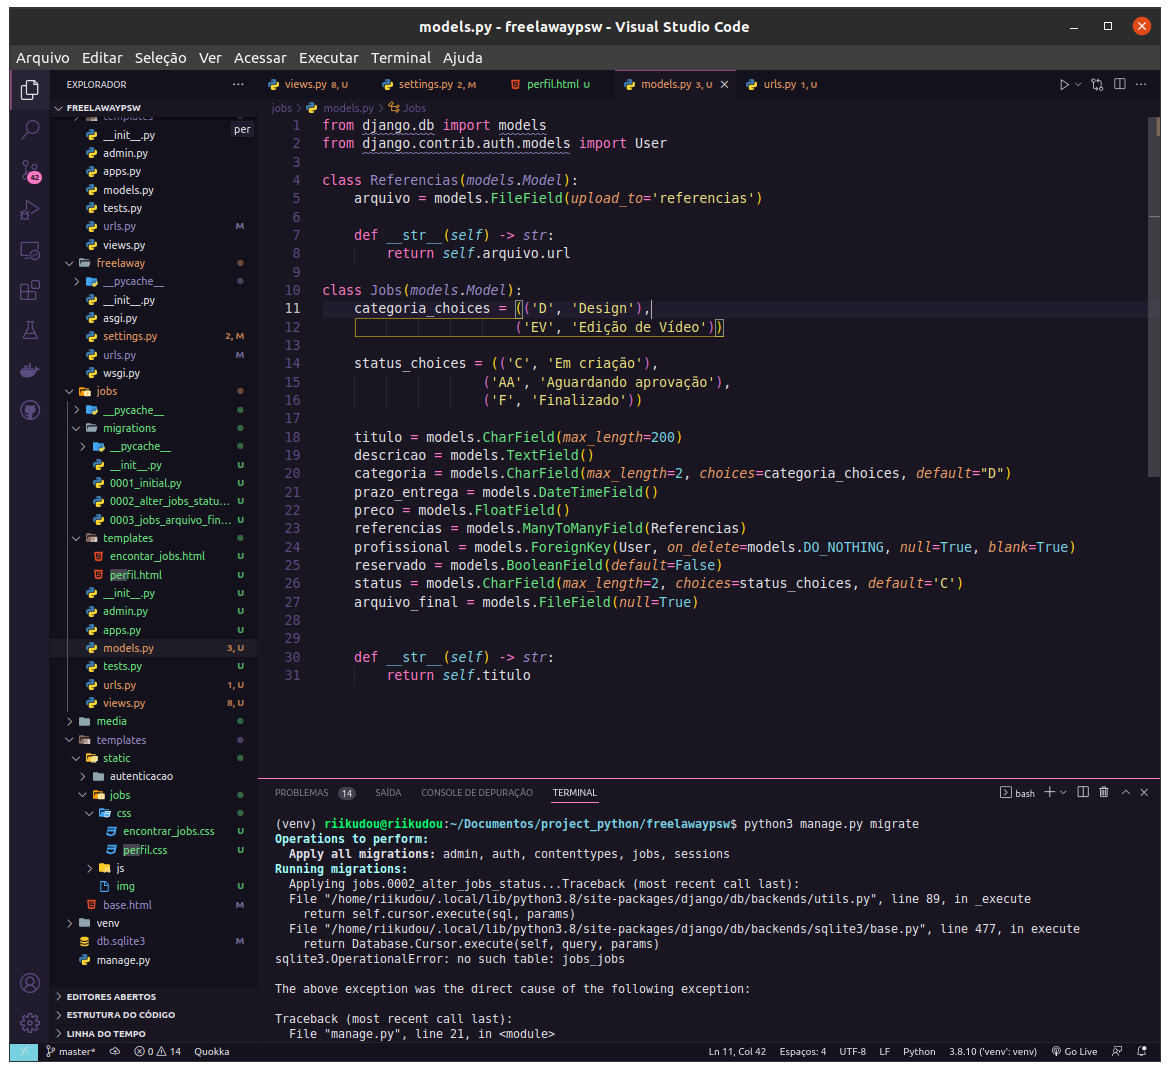 models.py - freelawaypsw - Visual Studio Code
Arquivo Editar Seleção Ver Acessar Executar Terminal Ajuda
EXPLORADOR
views.py 8, U settings.py 2, M perfil.html U models.py 3, U urls.py 1, U
FREELAWAYPSW
jobs > models.py > Jobs
templates
per
__init__.py
admin.py
apps.py
models.py
tests.py
urls.py M
views.py
freelaway
__pycache__
__init__.py
asgi.py
settings.py 2, M
urls.py M
wsgi.py
jobs
__pycache__
migrations
__pycache__
__init__.py U
0001_initial.py U
0002_alter_jobs_statu... U
0003_jobs_arquivo_fin... U
templates
encontar_jobs.html U
perfil.html U
__init__.py U
admin.py U
apps.py U
models.py 3, U
tests.py U
urls.py 1, U
views.py 8, U
media
templates
static
autenticacao
jobs
css
encontrar_jobs.css U
perfil.css U
js
img U
base.html M
venv
db.sqlite3 M
manage.py
EDITORES ABERTOS
ESTRUTURA DO CÓDIGO
LINHA DO TEMPO
42
1 from django.db import models
2 from django.contrib.auth.models import User
3
4 class Referencias(models.Model):
5 arquivo = models.FileField(upload_to='referencias')
6
7 def __str__(self) -> str:
8 return self.arquivo.url
9
10 class Jobs(models.Model):
11 categoria_choices = (('D', 'Design'),
12 ('EV', 'Edição de Vídeo'))
13
14 status_choices = (('C', 'Em criação'),
15 ('AA', 'Aguardando aprovação'),
16 ('F', 'Finalizado'))
17
18 titulo = models.CharField(max_length=200)
19 descricao = models.TextField()
20 categoria = models.CharField(max_length=2, choices=categoria_choices, default="D")
21 prazo_entrega = models.DateTimeField()
22 preco = models.FloatField()
23 referencias = models.ManyToManyField(Referencias)
24 profissional = models.ForeignKey(User, on_delete=models.DO_NOTHING, null=True, blank=True)
25 reservado = models.BooleanField(default=False)
26 status = models.CharField(max_length=2, choices=status_choices, default='C')
27 arquivo_final = models.FileField(null=True)
28
29
30 def __str__(self) -> str:
31 return self.titulo
PROBLEMAS 14 SAÍDA CONSOLE DE DEPURAÇÃO TERMINAL bash
(venv) riikudou@riikudou:~/Documentos/project_python/freelawaypsw$ python3 manage.py migrate
Operations to perform:
Apply all migrations: admin, auth, contenttypes, jobs, sessions
Running migrations:
Applying jobs.0002_alter_jobs_status...Traceback (most recent call last):
File "/home/riikudou/.local/lib/python3.8/site-packages/django/db/backends/utils.py", line 89, in _execute
return self.cursor.execute(sql, params)
File "/home/riikudou/.local/lib/python3.8/site-packages/django/db/backends/sqlite3/base.py", line 477, in execute
return Database.Cursor.execute(self, query, params)
sqlite3.OperationalError: no such table: jobs_jobs
The above exception was the direct cause of the following exception:
Traceback (most recent call last):
File "manage.py", line 21, in <module>
master* 0 14 Quokka Ln 11, Col 42 Espaços: 4 UTF-8 LF Python 3.8.10 ('venv': venv) Go Live